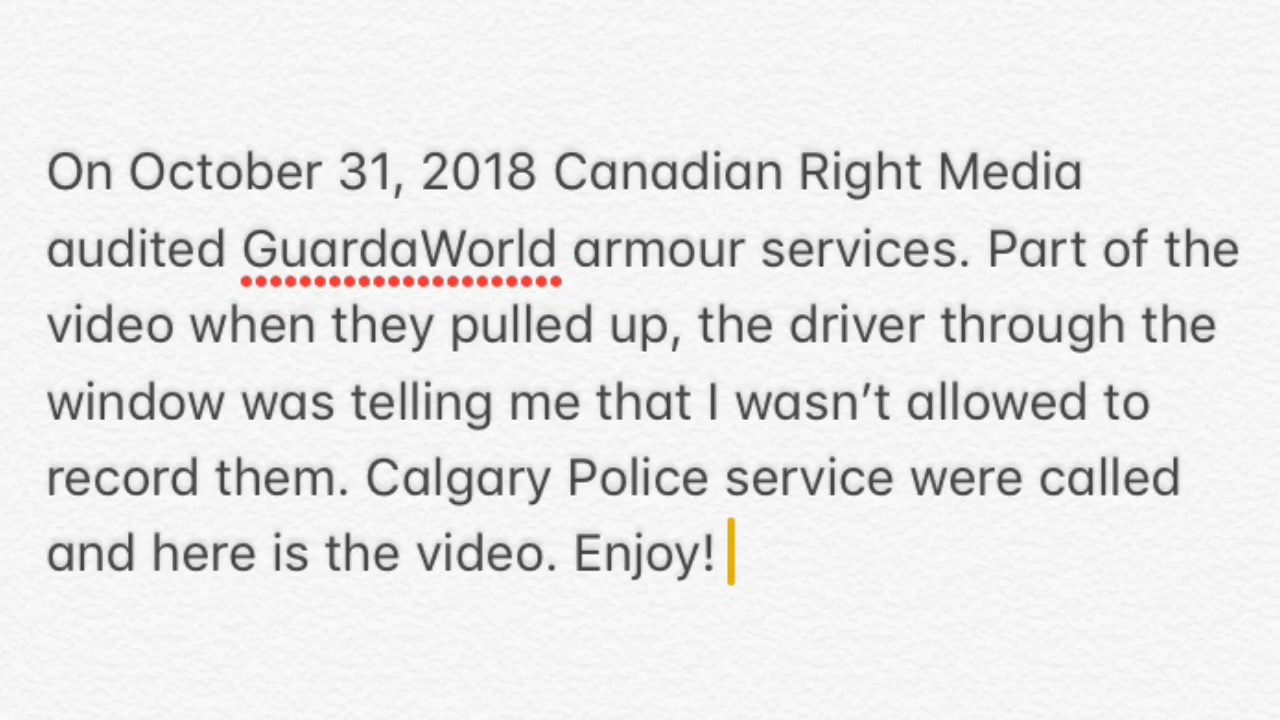 On October 31, 2018 Canadian Right Media
audited GuardaWorld armour services. Part of the
video when they pulled up, the driver through the
window was telling me that I wasn’t allowed to
record them. Calgary Police service were called
and here is the video. Enjoy!